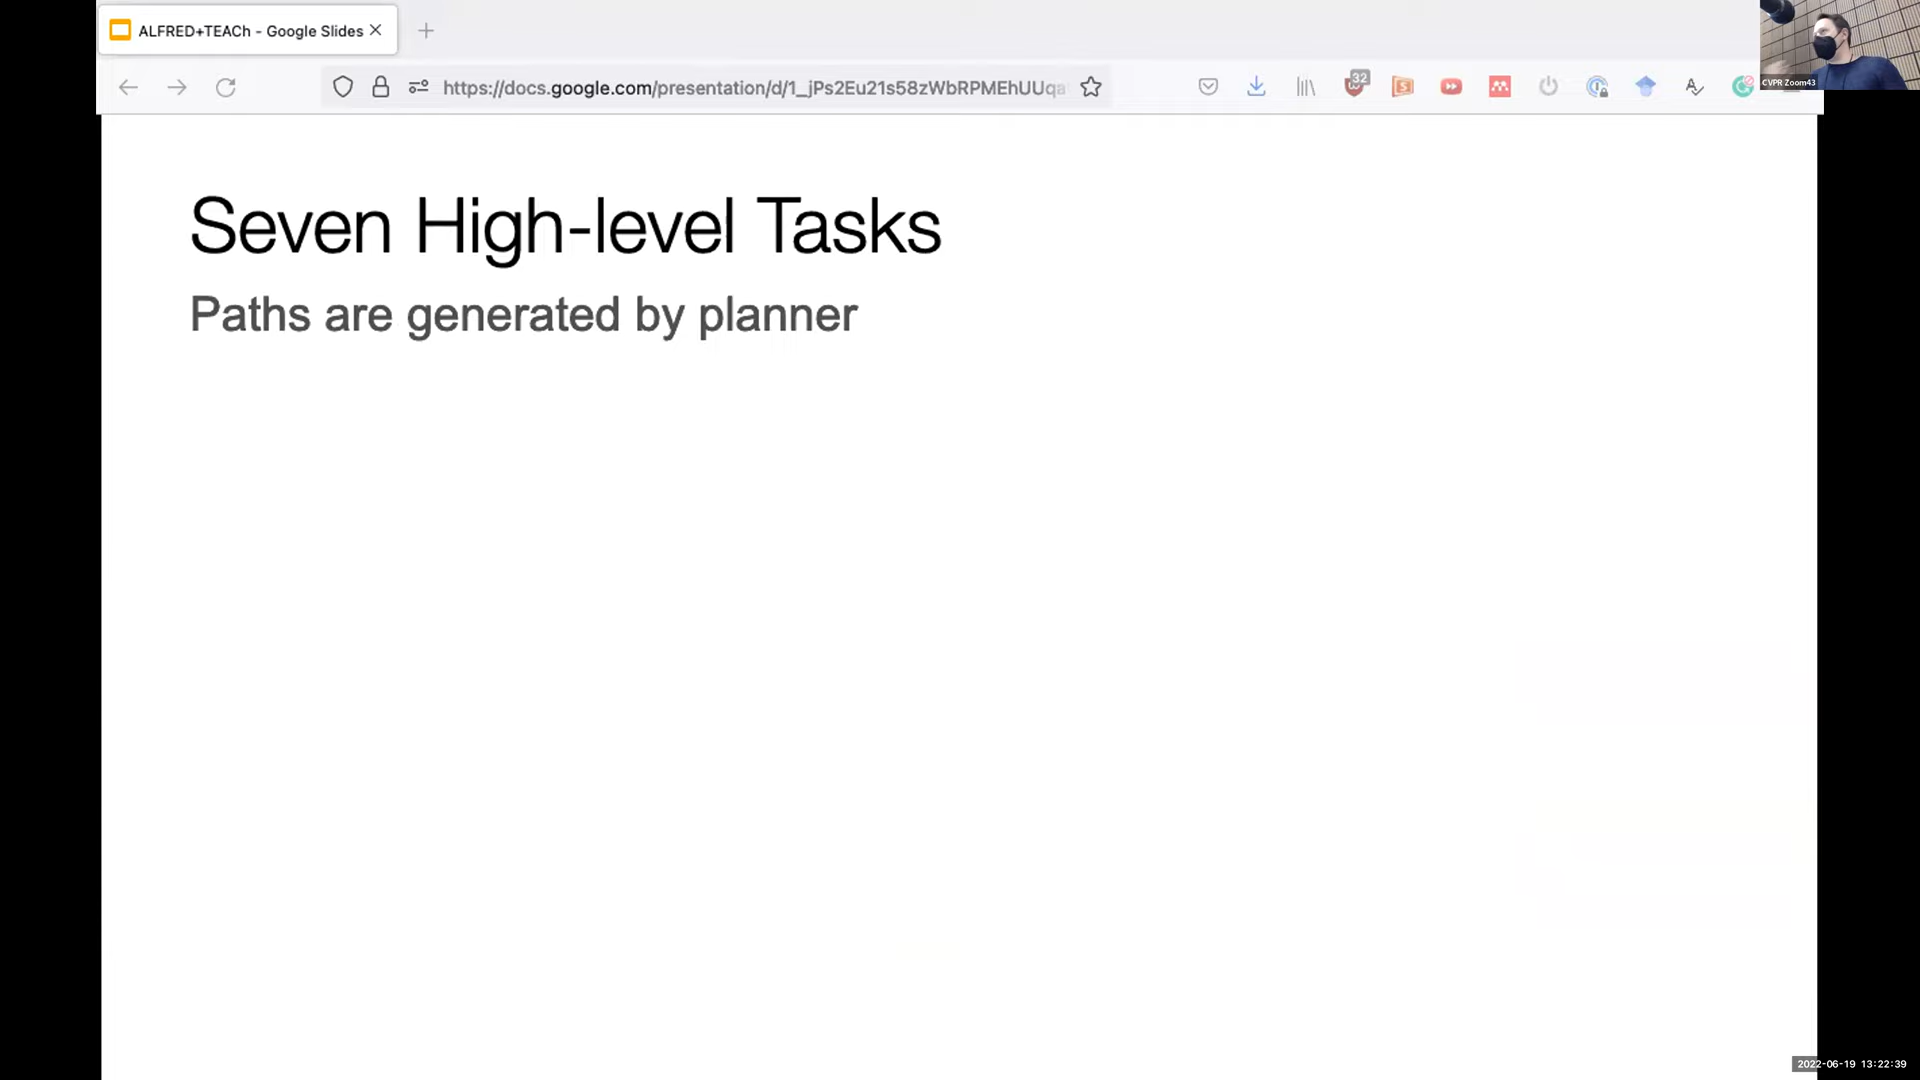 ALFRED+TEACh - Google Slides
https://docs.google.com/presentation/d/1_jPs2Eu21s58zWbRPMEhUUqa
32
CVPR Zoom43
Seven High-level Tasks
Paths are generated by planner
2022-06-19 13:22:39